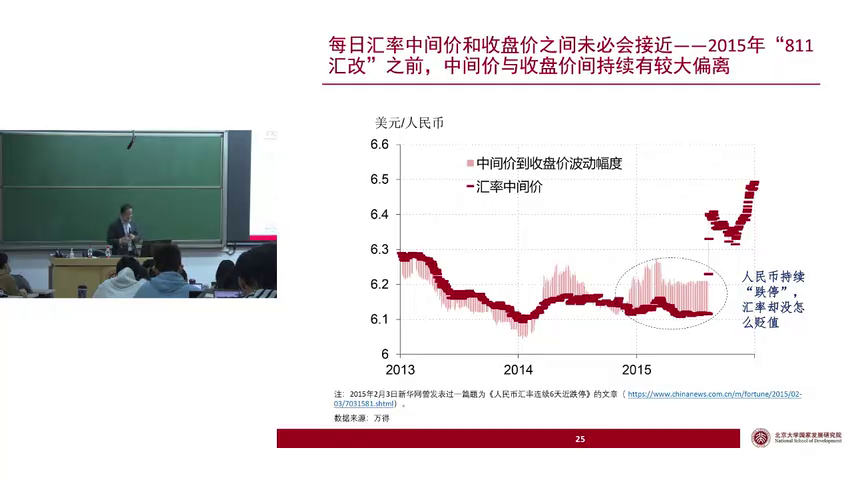 每日汇率中间价和收盘价之间未必会接近——2015年“811
汇改”之前，中间价与收盘价间持续有较大偏离
美元/人民币
6.6
6.5
6.4
6.3
6.2
6.1
6
中间价到收盘价波动幅度
汇率中间价
人民币持续
“跌停”，
汇率却没怎
么贬值
2013
2014
2015
注：2015年2月3日新华网曾发表过一篇题为《人民币汇率连续6天近跌停》的文章（ https://www.chinanews.com.cn/m/fortune/2015/02-
03/7031581.shtml）。
数据来源：万得
25
北京大学国家发展研究院
National School of Development